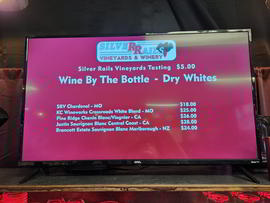 SILVER RAILS
VINEYARDS & WINERY
Silver Rails Vineyards Tasting $5.00
Wine By The Bottle - Dry Whites
SRV Chardonel - MO $18.00
KC Wineworks Crossroads White Blend - MO $25.00
Pine Ridge Chenin Blanc/Viognier - CA $26.00
Justin Sauvignon Blanc Central Coast - CA $28.00
Brancott Estate Sauvignon Blanc Marlborough - NZ $24.00